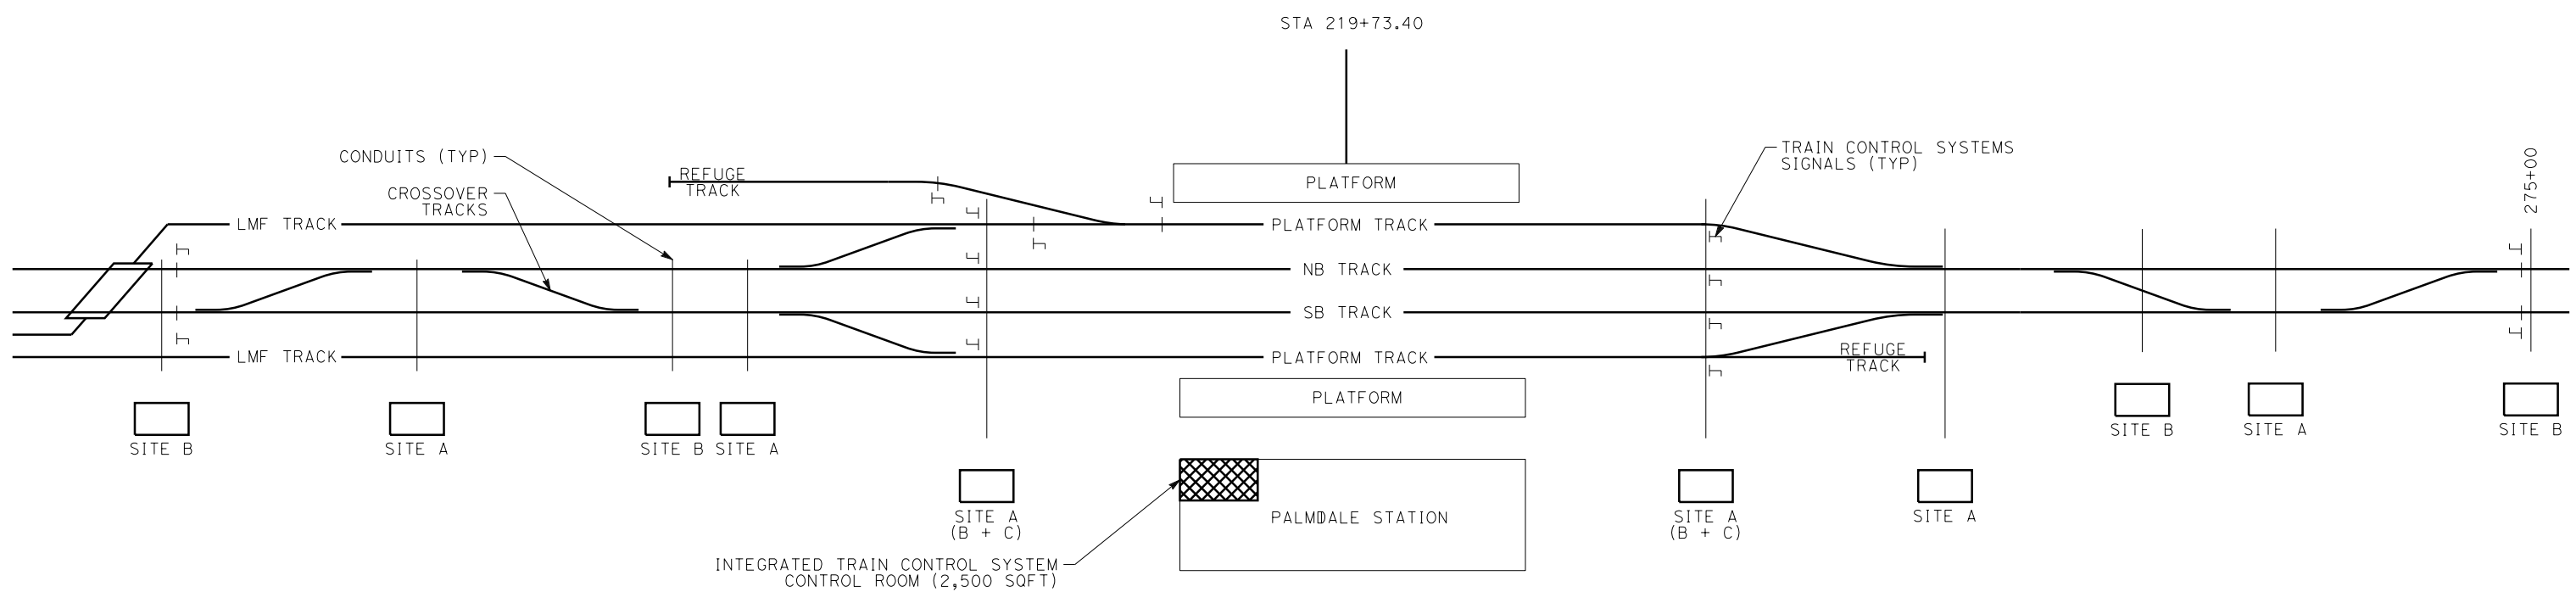 STA 219+73.40
CONDUITS (TYP)
CROSSOVER
TRACKS
REFUGE
TRACK
PLATFORM
TRAIN CONTROL SYSTEMS
SIGNALS (TYP)
275+00
LMF TRACK
PLATFORM TRACK
NB TRACK
SB TRACK
LMF TRACK
PLATFORM TRACK
REFUGE
TRACK
PLATFORM
SITE B
SITE A
SITE B
SITE A
SITE A
(B + C)
PALMDALE STATION
SITE A
(B + C)
SITE A
SITE B
SITE A
SITE B
INTEGRATED TRAIN CONTROL SYSTEM
CONTROL ROOM (2,500 SQFT)